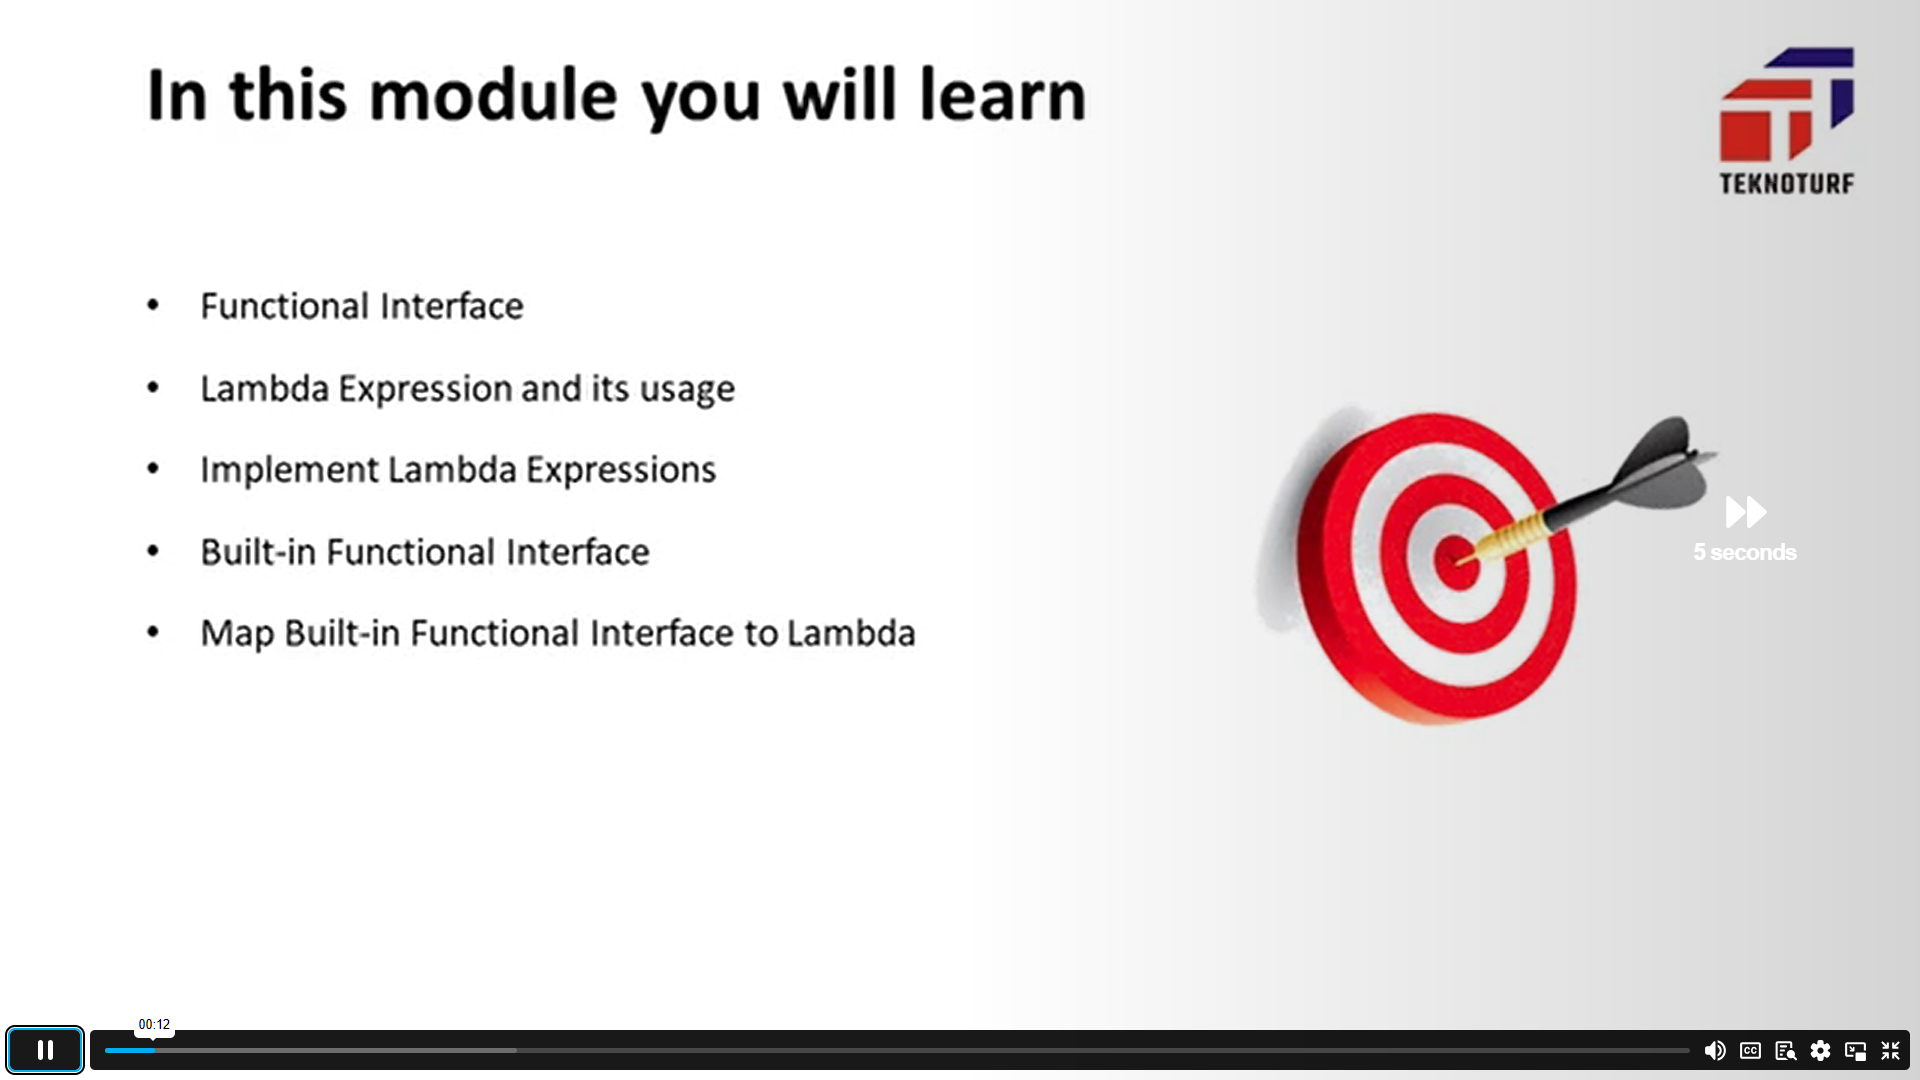 In this module you will learn
TEKNOTURF
• Functional Interface
• Lambda Expression and its usage
• Implement Lambda Expressions
• Built-in Functional Interface
• Map Built-in Functional Interface to Lambda
5 seconds
00:12
CC